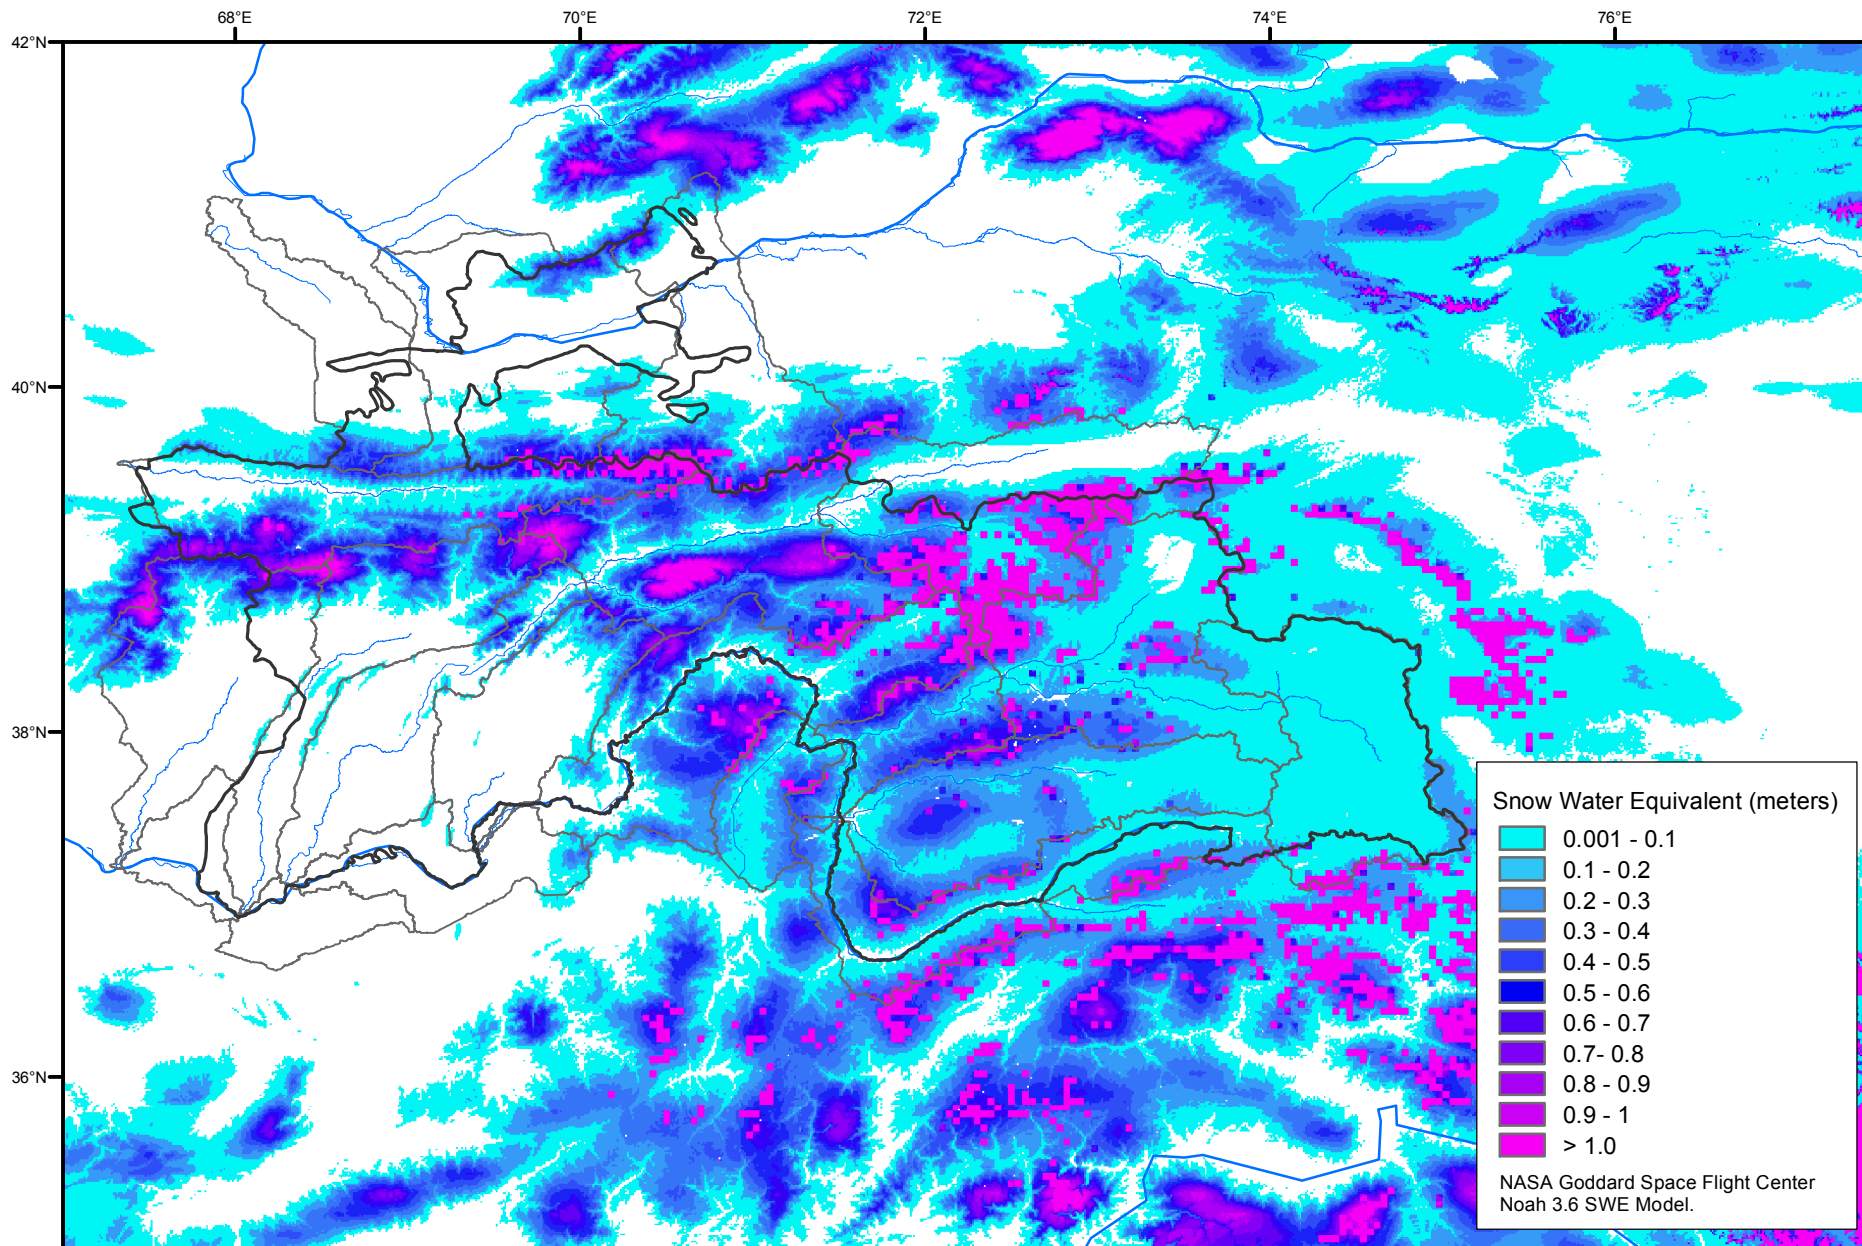 68°E
70°E
72°E
74°E
76°E
42°N
40°N
38°N
36°N
Snow Water Equivalent (meters)
0.001 - 0.1
0.1 - 0.2
0.2 - 0.3
0.3 - 0.4
0.4 - 0.5
0.5 - 0.6
0.6 - 0.7
0.7- 0.8
0.8 - 0.9
0.9 - 1
> 1.0
NASA Goddard Space Flight Center
Noah 3.6 SWE Model.